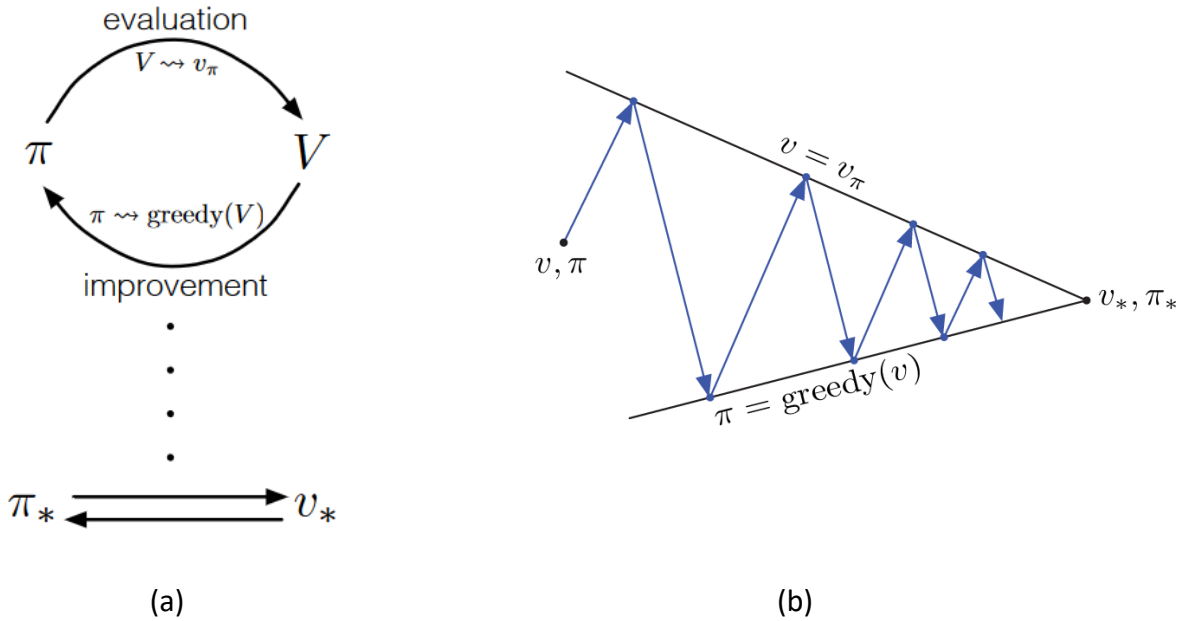 evaluation
V ⇝ v_π
π V
π ⇝ greedy(V)
improvement
π_* v_*
(a)
v = v_π
v, π
v_*, π_*
π = greedy(v)
(b)